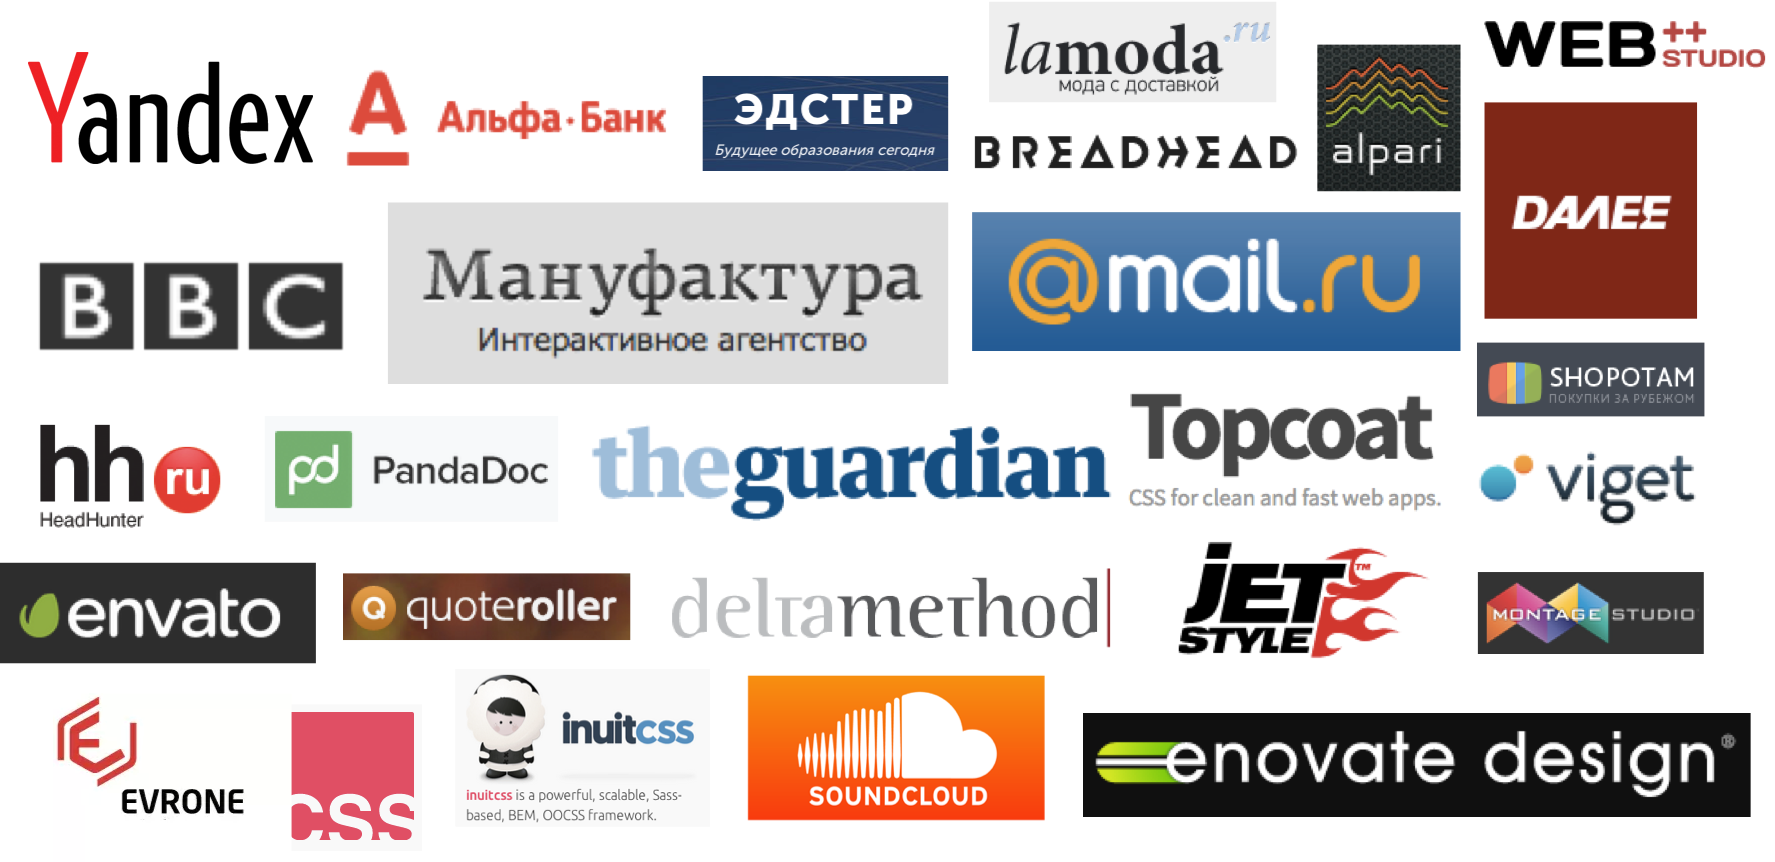 Yandex
А
Альфа·Банк
ЭДСТЕР
Будущее образования сегодня
lamoda.ru
мода с доставкой
BREADHEAD
alpari
WEB++
STUDIO
DАЛЕЕ
BBC
Мануфактура
Интерактивное агентство
@mail.ru
SHOPOTAM
ПОКУПКИ ЗА РУБЕЖОМ
hh ru
HeadHunter
pd PandaDoc
theguardian
Topcoat
CSS for clean and fast web apps.
viget
envato
Q quoteroller
deltamethod
JET
STYLE
TM
MONTAGE STUDIO
EVRONE
css
inuitcss
inuitcss is a powerful, scalable, Sass-
based, BEM, OOCSS framework.
SOUNDCLOUD
enovate design®